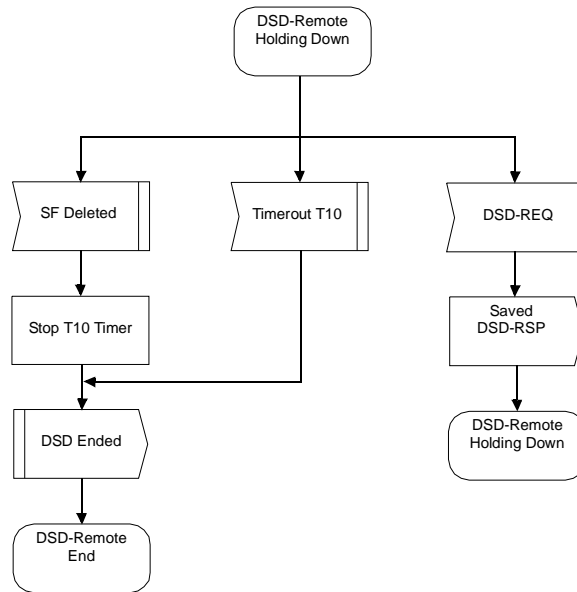 DSD-Remote
Holding Down
SF Deleted
Timerout T10
DSD-REQ
Stop T10 Timer
Saved
DSD-RSP
DSD Ended
DSD-Remote
Holding Down
DSD-Remote
End